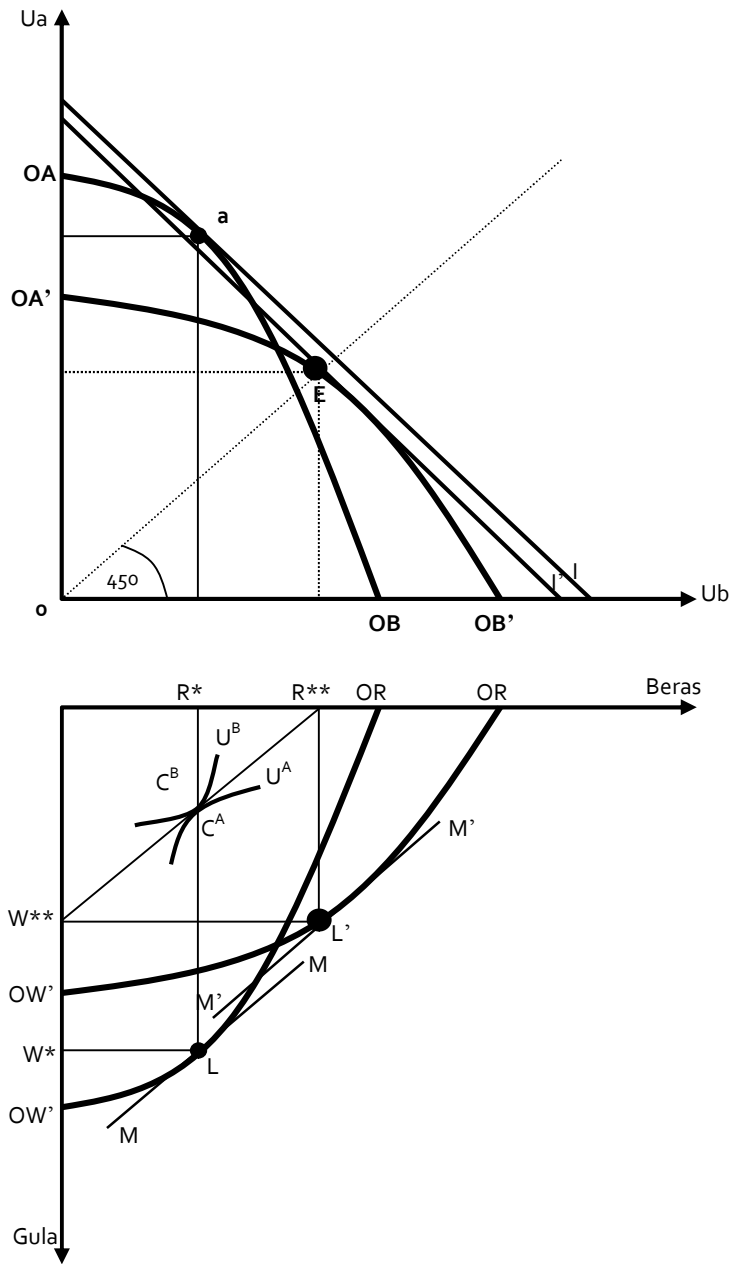 Ua
OA
a
OA’
E
45o
I’ I
o
Ub
OB OB’
R* R** OR OR Beras
U^B
C^B U^A
C^A
M’
W**
L’
M
OW’ M’
W*
L
OW’
M
Gula